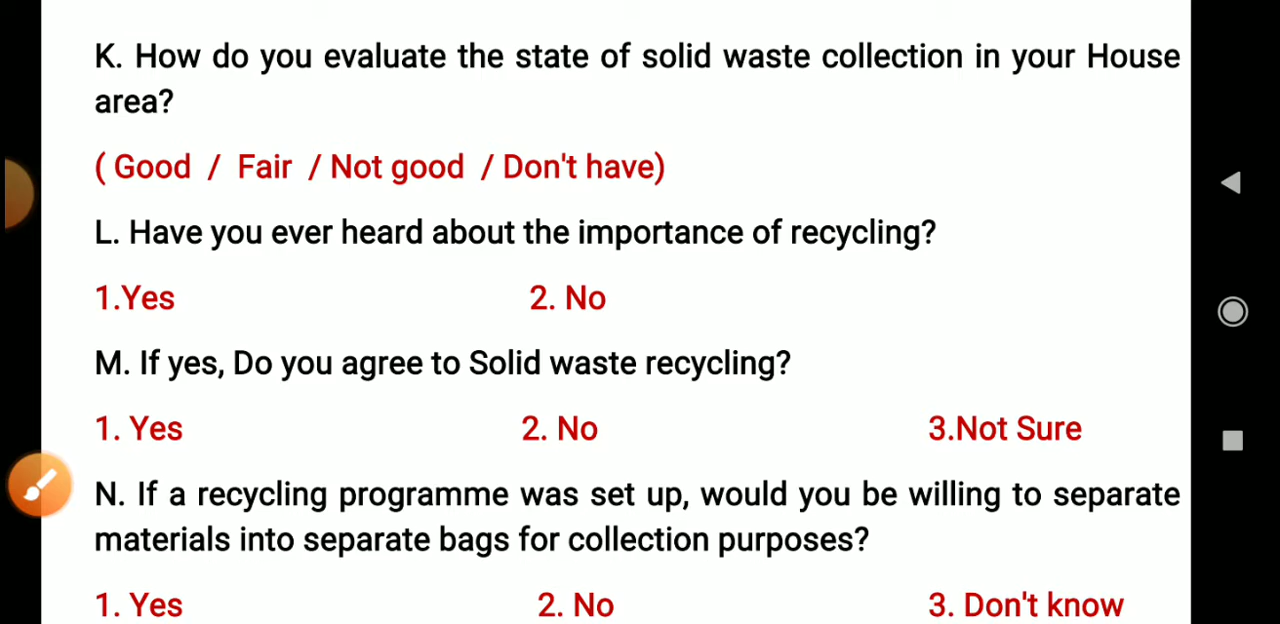 K. How do you evaluate the state of solid waste collection in your House
area?
( Good / Fair / Not good / Don't have)
L. Have you ever heard about the importance of recycling?
1.Yes 2. No
M. If yes, Do you agree to Solid waste recycling?
1. Yes 2. No 3.Not Sure
N. If a recycling programme was set up, would you be willing to separate
materials into separate bags for collection purposes?
1. Yes 2. No 3. Don't know